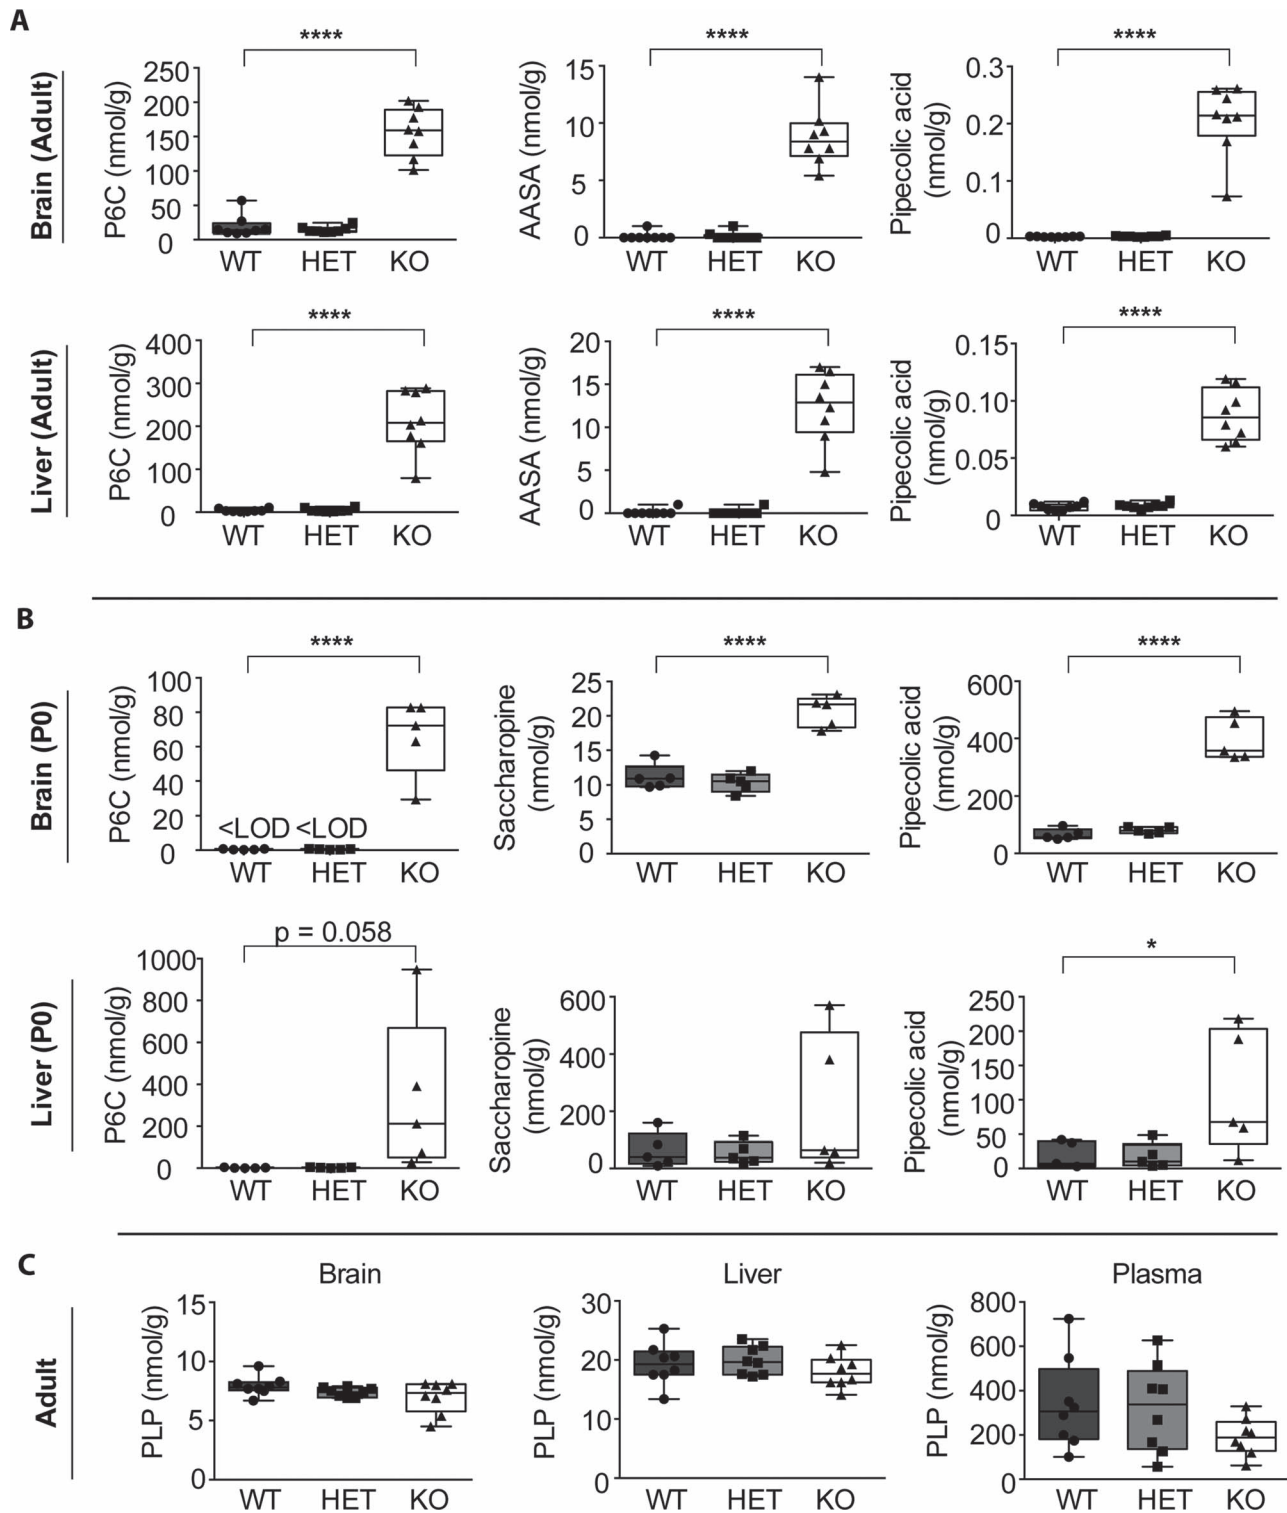 A
Brain (Adult)
P6C (nmol/g)
250
200
150
100
50
0
****
WT HET KO
AASA (nmol/g)
15
10
5
0
****
WT HET KO
Pipecolic acid
(nmol/g)
0.3
0.2
0.1
0
****
WT HET KO
Liver (Adult)
P6C (nmol/g)
400
300
200
100
0
****
WT HET KO
AASA (nmol/g)
20
15
10
5
0
****
WT HET KO
Pipecolic acid
(nmol/g)
0.15
0.10
0.05
0
****
WT HET KO
B
Brain (P0)
P6C (nmol/g)
100
80
60
40
20
0
****
<LOD <LOD
WT HET KO
Saccharopine
(nmol/g)
25
20
15
10
5
0
****
WT HET KO
Pipecolic acid
(nmol/g)
600
400
200
0
****
WT HET KO
Liver (P0)
P6C (nmol/g)
1000
800
600
400
200
0
p = 0.058
WT HET KO
Saccharopine
(nmol/g)
600
400
200
0
WT HET KO
Pipecolic acid
(nmol/g)
250
200
150
100
50
0
*
WT HET KO
C
Adult
Brain
PLP (nmol/g)
15
10
5
0
WT HET KO
Liver
PLP (nmol/g)
30
20
10
0
WT HET KO
Plasma
PLP (nmol/g)
800
600
400
200
0
WT HET KO